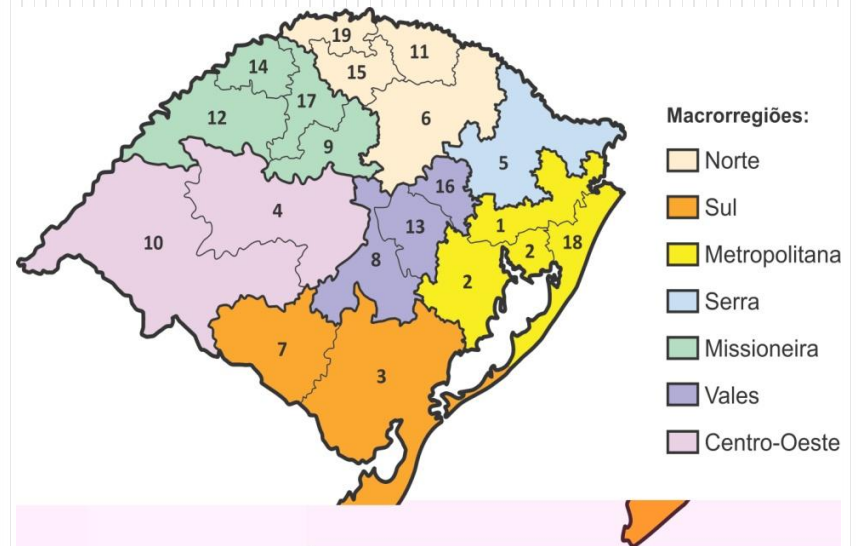 19
11
14
15
17
12
6
9
5
16
4
1
13
10
2
18
8
2
7
3
Macrorregiões:
Norte
Sul
Metropolitana
Serra
Missioneira
Vales
Centro-Oeste